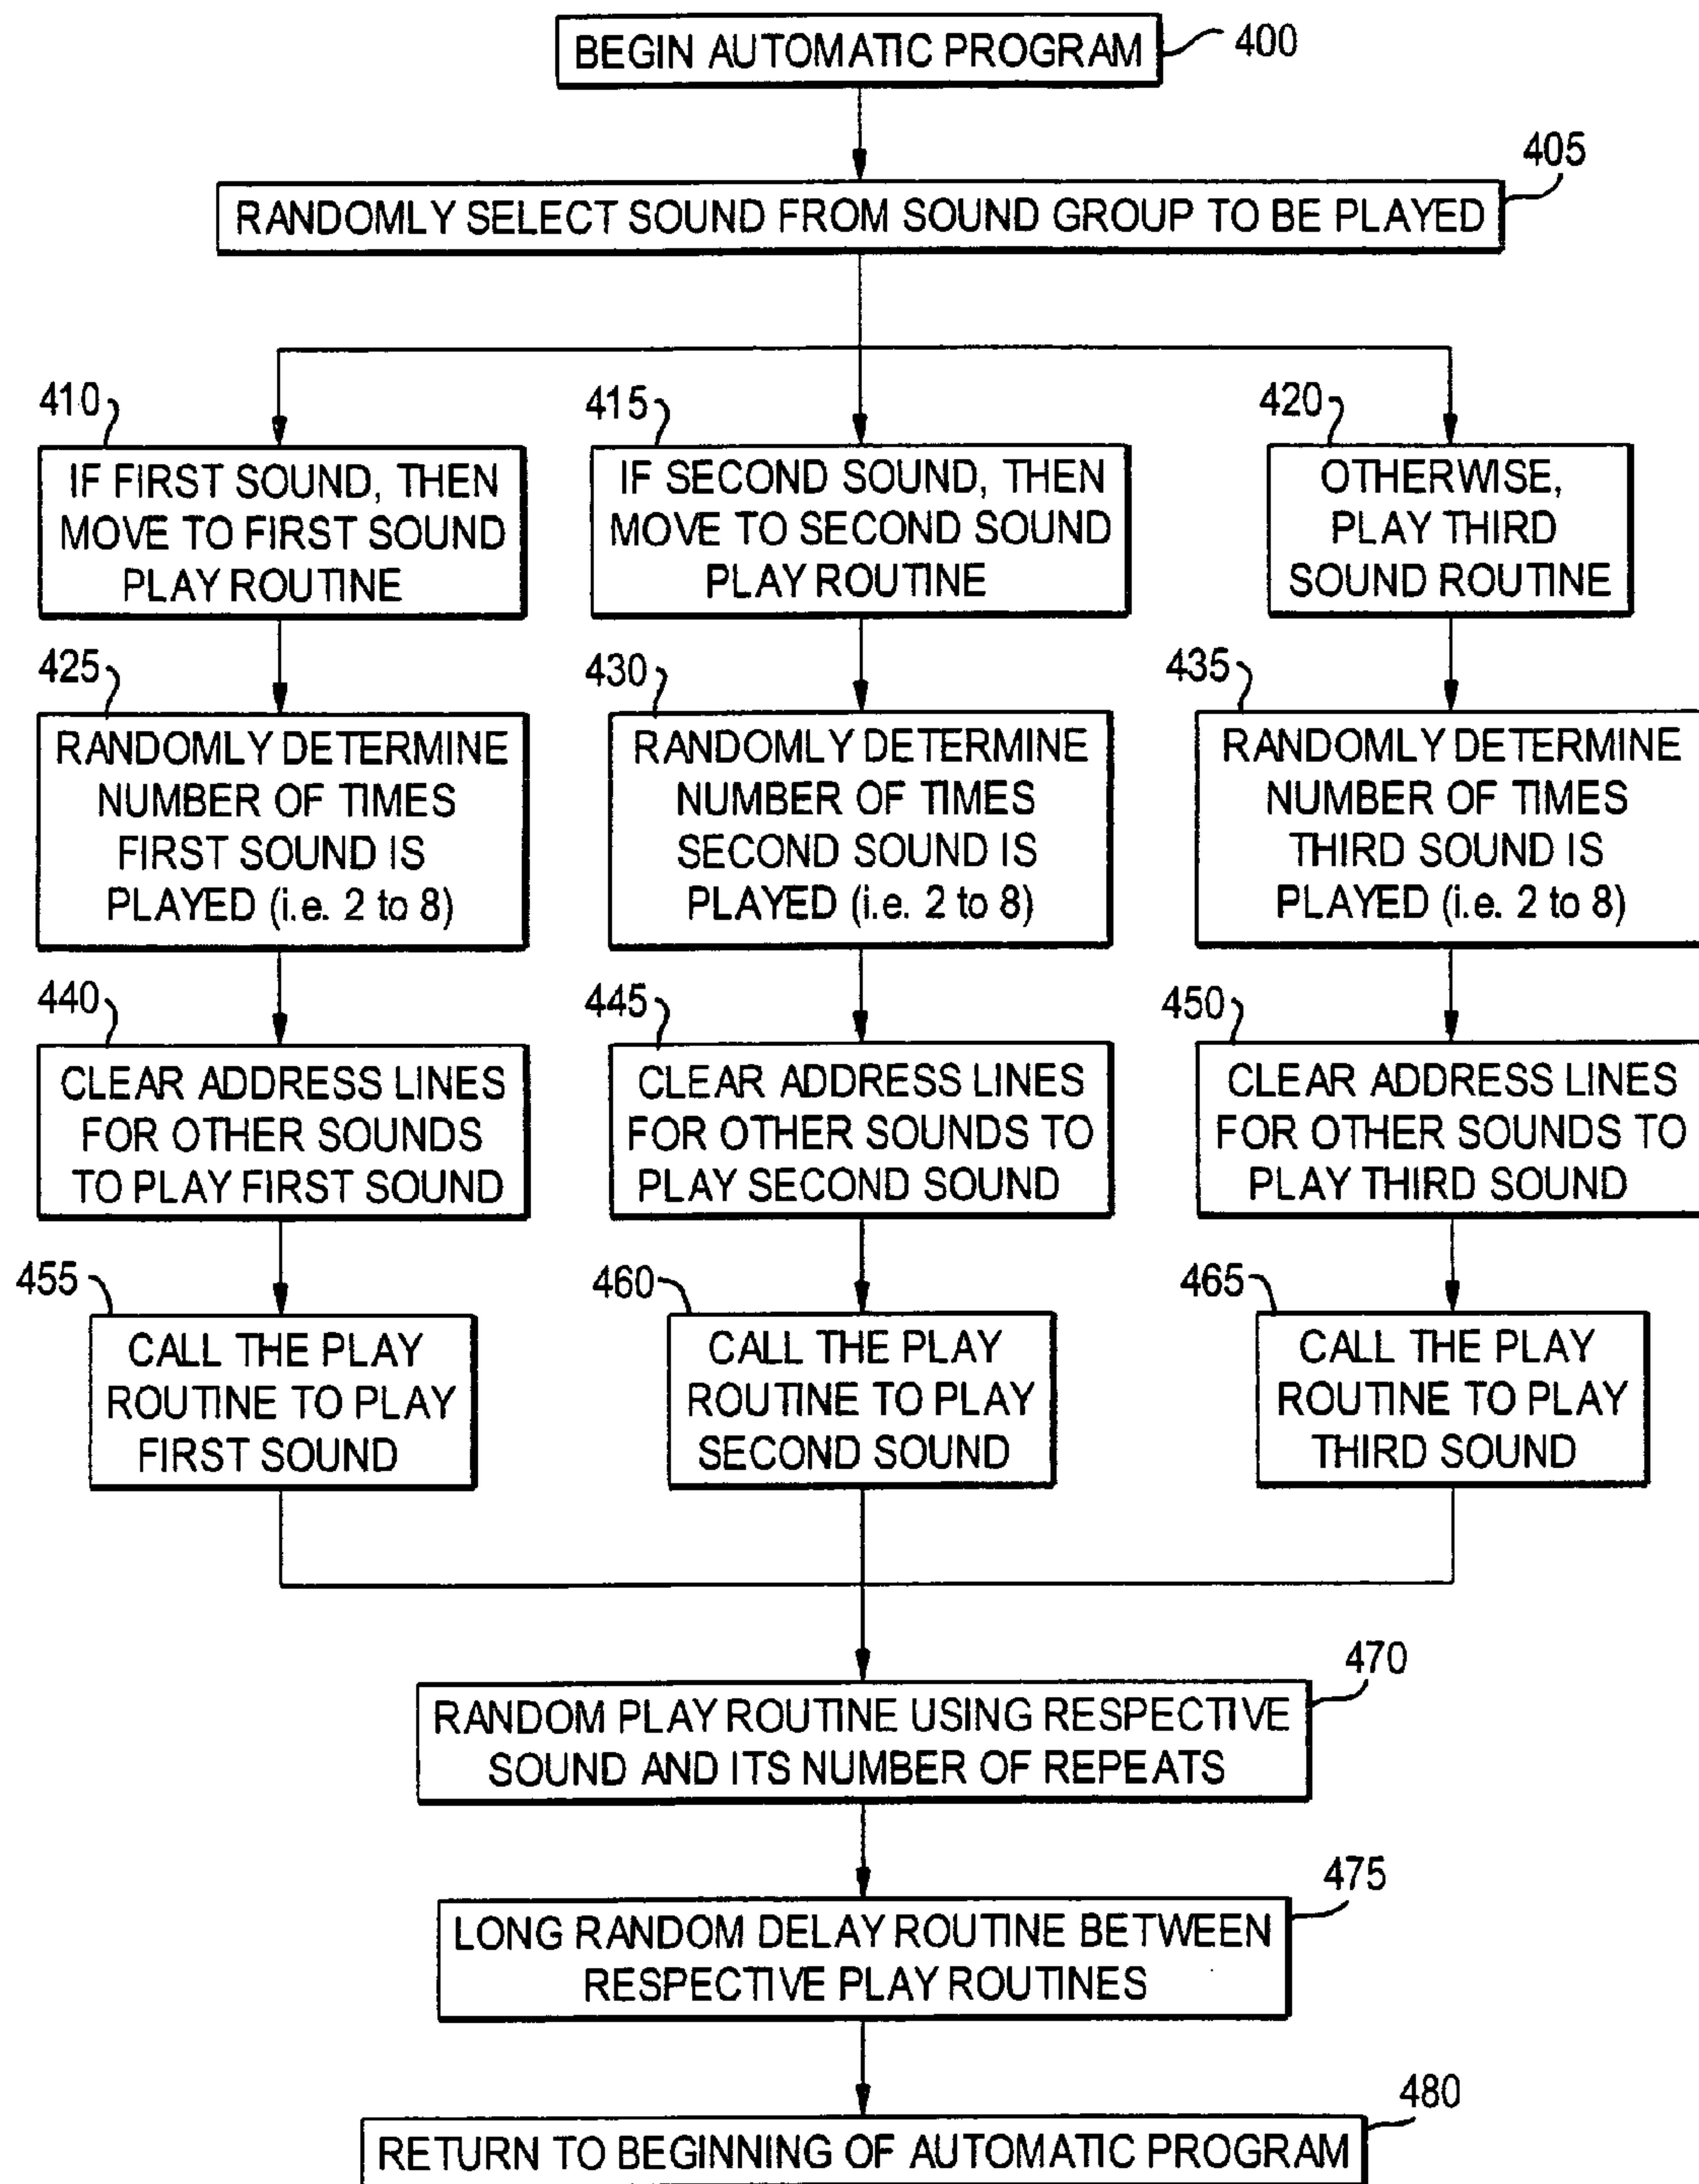 BEGIN AUTOMATIC PROGRAM
400
405
RANDOMLY SELECT SOUND FROM SOUND GROUP TO BE PLAYED
410
IF FIRST SOUND, THEN
MOVE TO FIRST SOUND
PLAY ROUTINE
415
IF SECOND SOUND, THEN
MOVE TO SECOND SOUND
PLAY ROUTINE
420
OTHERWISE,
PLAY THIRD
SOUND ROUTINE
425
RANDOMLY DETERMINE
NUMBER OF TIMES
FIRST SOUND IS
PLAYED (i.e. 2 to 8)
430
RANDOMLY DETERMINE
NUMBER OF TIMES
SECOND SOUND IS
PLAYED (i.e. 2 to 8)
435
RANDOMLY DETERMINE
NUMBER OF TIMES
THIRD SOUND IS
PLAYED (i.e. 2 to 8)
440
CLEAR ADDRESS LINES
FOR OTHER SOUNDS
TO PLAY FIRST SOUND
445
CLEAR ADDRESS LINES
FOR OTHER SOUNDS TO
PLAY SECOND SOUND
450
CLEAR ADDRESS LINES
FOR OTHER SOUNDS TO
PLAY THIRD SOUND
455
CALL THE PLAY
ROUTINE TO PLAY
FIRST SOUND
460
CALL THE PLAY
ROUTINE TO PLAY
SECOND SOUND
465
CALL THE PLAY
ROUTINE TO PLAY
THIRD SOUND
470
RANDOM PLAY ROUTINE USING RESPECTIVE
SOUND AND ITS NUMBER OF REPEATS
475
LONG RANDOM DELAY ROUTINE BETWEEN
RESPECTIVE PLAY ROUTINES
480
RETURN TO BEGINNING OF AUTOMATIC PROGRAM